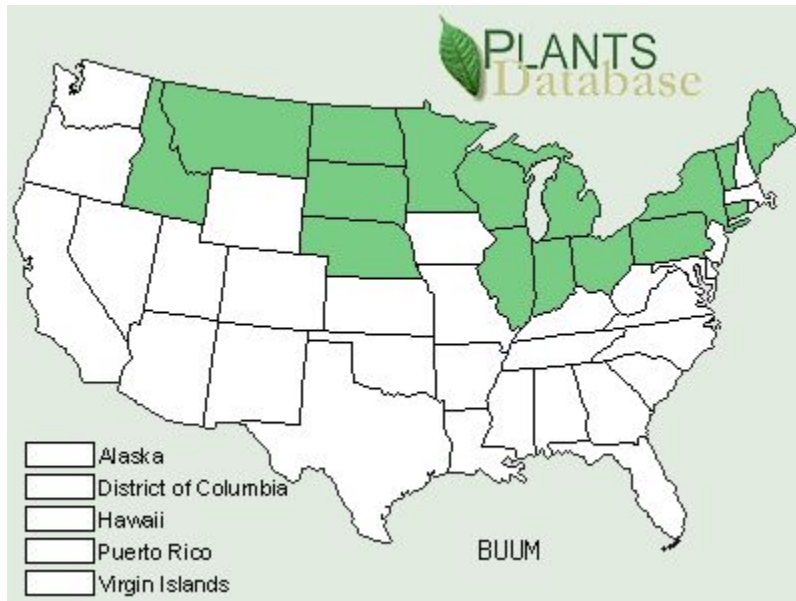 PLANTS
Database
Alaska
District of Columbia
Hawaii
Puerto Rico
Virgin Islands
BUUM